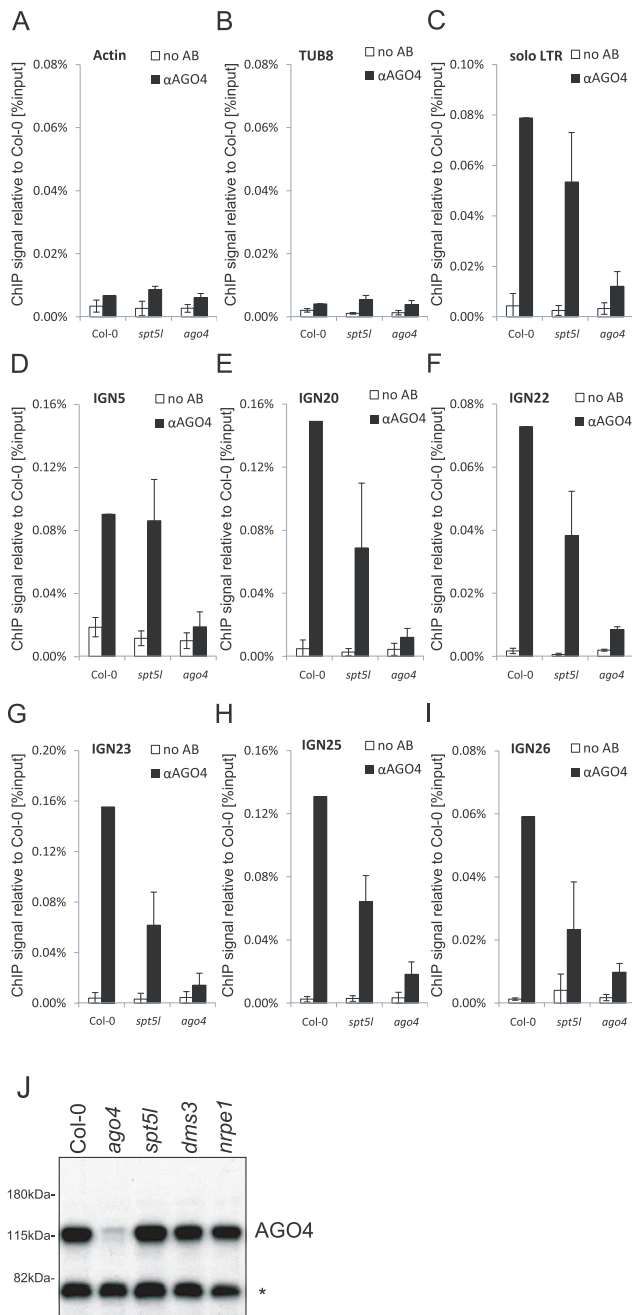 A
Actin
no AB
αAGO4
ChIP signal relative to Col-0 [%input]
0.08%
0.06%
0.04%
0.02%
0.00%
Col-0 spt5l ago4
B
TUB8
no AB
αAGO4
ChIP signal relative to Col-0 [%input]
0.08%
0.06%
0.04%
0.02%
0.00%
Col-0 spt5l ago4
C
solo LTR
no AB
αAGO4
ChIP signal relative to Col-0 [%input]
0.10%
0.08%
0.06%
0.04%
0.02%
0.00%
Col-0 spt5l ago4
D
IGN5
no AB
αAGO4
ChIP signal relative to Col-0 [%input]
0.16%
0.12%
0.08%
0.04%
0.00%
Col-0 spt5l ago4
E
IGN20
no AB
αAGO4
ChIP signal relative to Col-0 [%input]
0.16%
0.12%
0.08%
0.04%
0.00%
Col-0 spt5l ago4
F
IGN22
no AB
αAGO4
ChIP signal relative to Col-0 [%input]
0.08%
0.06%
0.04%
0.02%
0.00%
Col-0 spt5l ago4
G
IGN23
no AB
αAGO4
ChIP signal relative to Col-0 [%input]
0.20%
0.16%
0.12%
0.08%
0.04%
0.00%
Col-0 spt5l ago4
H
IGN25
no AB
αAGO4
ChIP signal relative to Col-0 [%input]
0.16%
0.12%
0.08%
0.04%
0.00%
Col-0 spt5l ago4
I
IGN26
no AB
αAGO4
ChIP signal relative to Col-0 [%input]
0.08%
0.06%
0.04%
0.02%
0.00%
Col-0 spt5l ago4
J
Col-0 ago4 spt5l dms3 nrpe1
180kDa-
115kDa-
82kDa-
AGO4
*